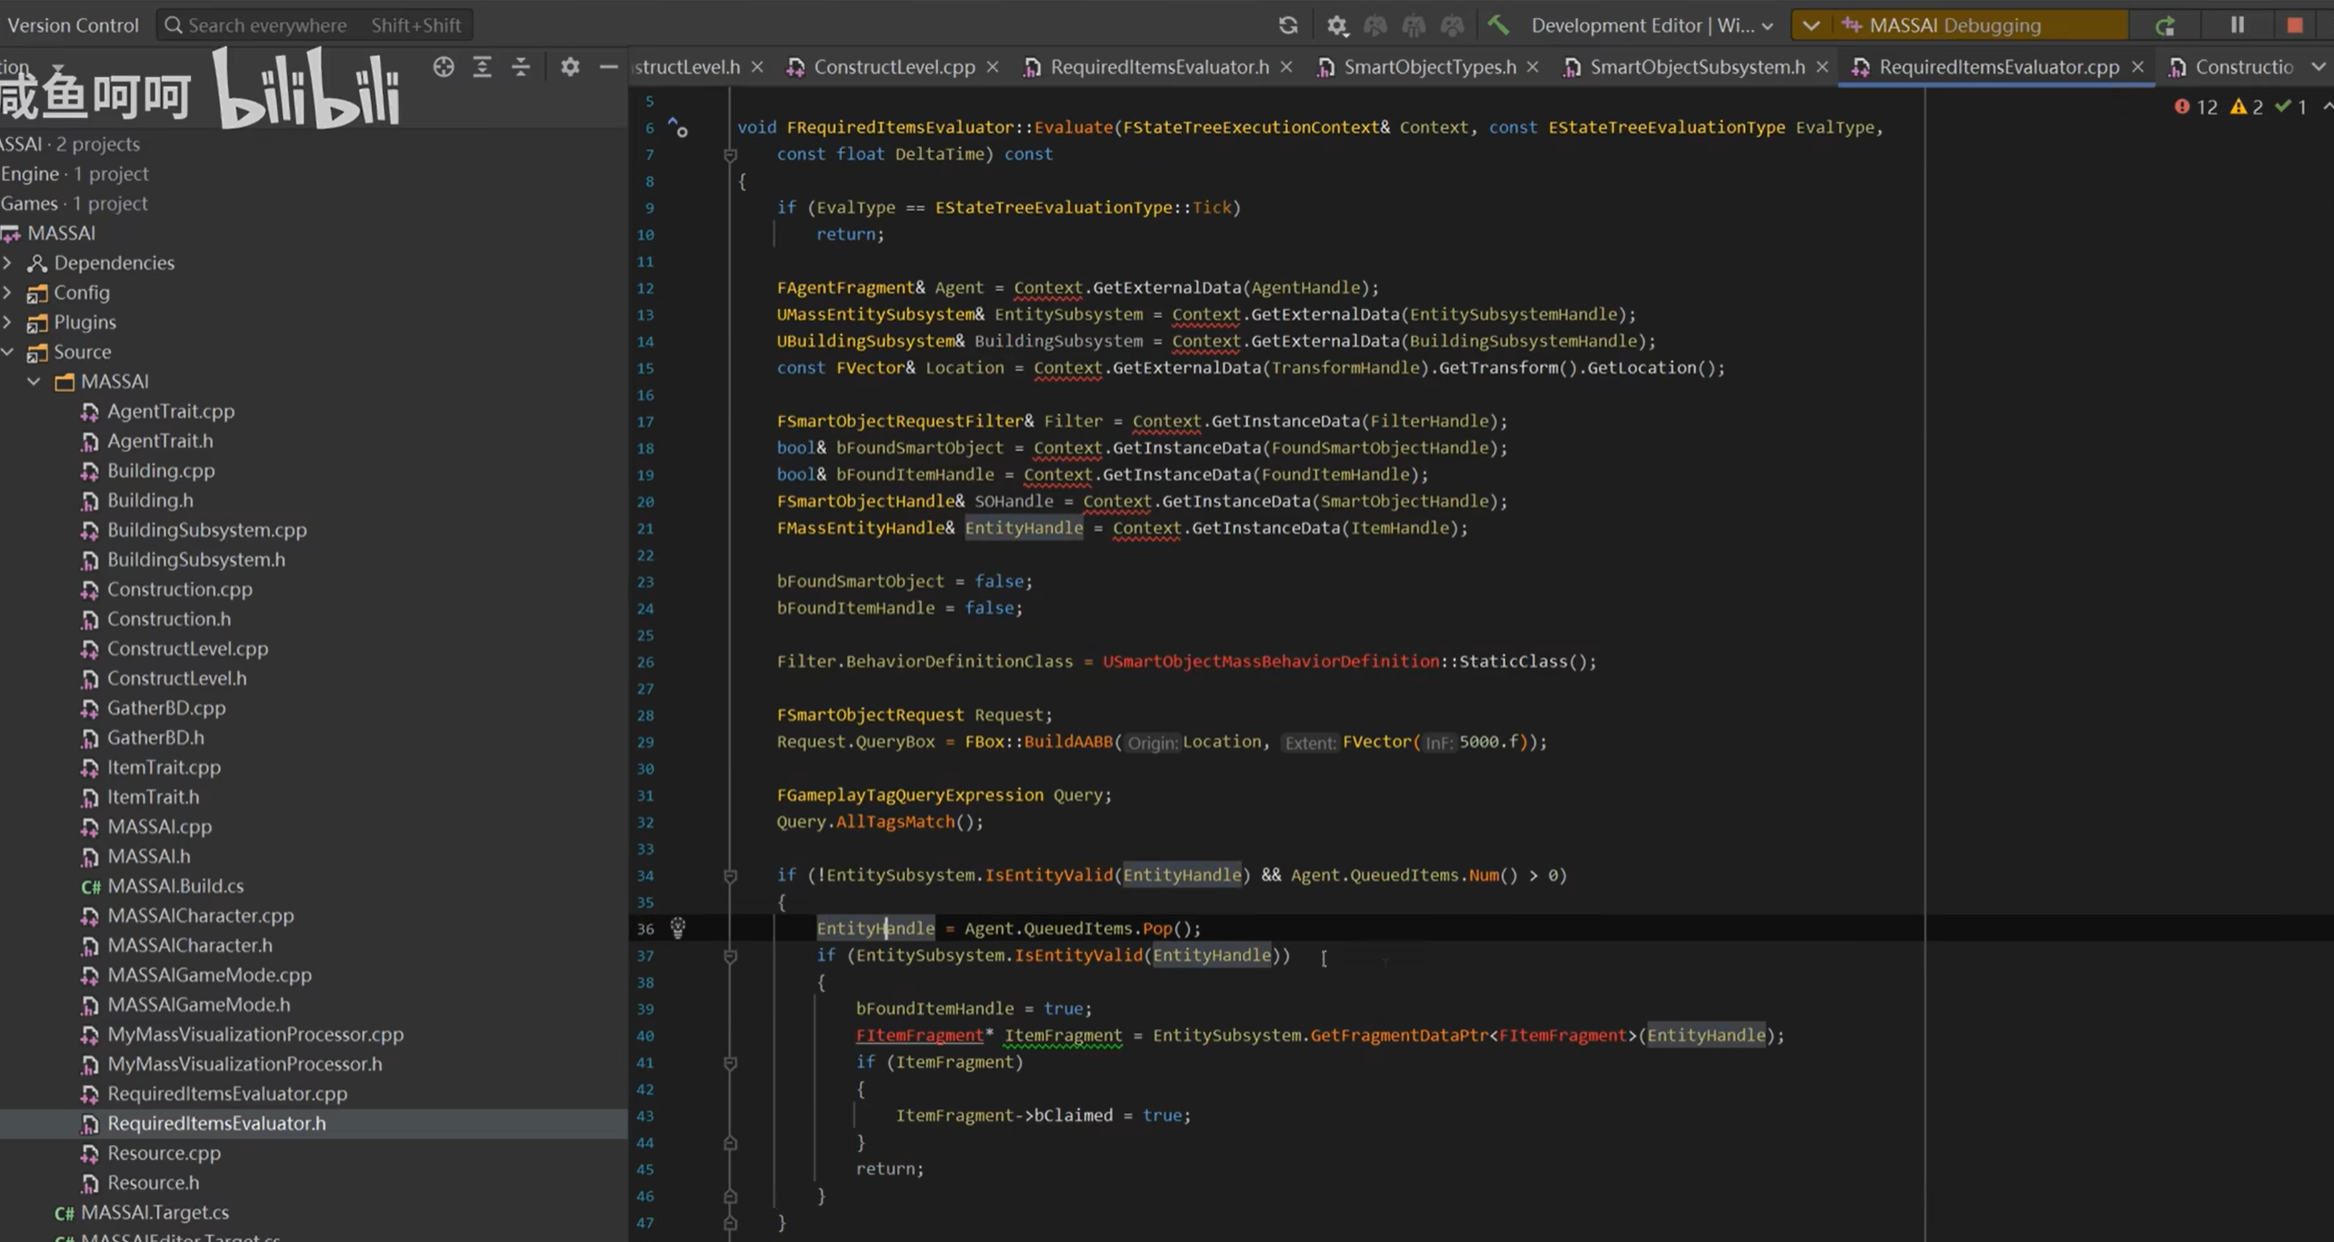 Version Control
Search everywhere Shift+Shift
Development Editor | Wi...
MASSAI Debugging
咸鱼呵呵 bilibili
structLevel.h
ConstructLevel.cpp
RequiredItemsEvaluator.h
SmartObjectTypes.h
SmartObjectSubsystem.h
RequiredItemsEvaluator.cpp
Constructio
12 2 1
ASSAI · 2 projects
Engine · 1 project
Games · 1 project
MASSAI
Dependencies
Config
Plugins
Source
MASSAI
AgentTrait.cpp
AgentTrait.h
Building.cpp
Building.h
BuildingSubsystem.cpp
BuildingSubsystem.h
Construction.cpp
Construction.h
ConstructLevel.cpp
ConstructLevel.h
GatherBD.cpp
GatherBD.h
ItemTrait.cpp
ItemTrait.h
MASSAI.cpp
MASSAI.h
C# MASSAI.Build.cs
MASSAICharacter.cpp
MASSAICharacter.h
MASSAIGameMode.cpp
MASSAIGameMode.h
MyMassVisualizationProcessor.cpp
MyMassVisualizationProcessor.h
RequiredItemsEvaluator.cpp
RequiredItemsEvaluator.h
Resource.cpp
Resource.h
C# MASSAI.Target.cs
C# MASSAIEditor.Target.cs
5
6 void FRequiredItemsEvaluator::Evaluate(FStateTreeExecutionContext& Context, const EStateTreeEvaluationType EvalType,
7 const float DeltaTime) const
8 {
9 if (EvalType == EStateTreeEvaluationType::Tick)
10 return;
11
12 FAgentFragment& Agent = Context.GetExternalData(AgentHandle);
13 UMassEntitySubsystem& EntitySubsystem = Context.GetExternalData(EntitySubsystemHandle);
14 UBuildingSubsystem& BuildingSubsystem = Context.GetExternalData(BuildingSubsystemHandle);
15 const FVector& Location = Context.GetExternalData(TransformHandle).GetTransform().GetLocation();
16
17 FSmartObjectRequestFilter& Filter = Context.GetInstanceData(FilterHandle);
18 bool& bFoundSmartObject = Context.GetInstanceData(FoundSmartObjectHandle);
19 bool& bFoundItemHandle = Context.GetInstanceData(FoundItemHandle);
20 FSmartObjectHandle& SOHandle = Context.GetInstanceData(SmartObjectHandle);
21 FMassEntityHandle& EntityHandle = Context.GetInstanceData(ItemHandle);
22
23 bFoundSmartObject = false;
24 bFoundItemHandle = false;
25
26 Filter.BehaviorDefinitionClass = USmartObjectMassBehaviorDefinition::StaticClass();
27
28 FSmartObjectRequest Request;
29 Request.QueryBox = FBox::BuildAABB( Origin: Location, Extent: FVector( InF: 5000.f));
30
31 FGameplayTagQueryExpression Query;
32 Query.AllTagsMatch();
33
34 if (!EntitySubsystem.IsEntityValid(EntityHandle) && Agent.QueuedItems.Num() > 0)
35 {
36 EntityHandle = Agent.QueuedItems.Pop();
37 if (EntitySubsystem.IsEntityValid(EntityHandle))
38 {
39 bFoundItemHandle = true;
40 FItemFragment* ItemFragment = EntitySubsystem.GetFragmentDataPtr<FItemFragment>(EntityHandle);
41 if (ItemFragment)
42 {
43 ItemFragment->bClaimed = true;
44 }
45 return;
46 }
47 }